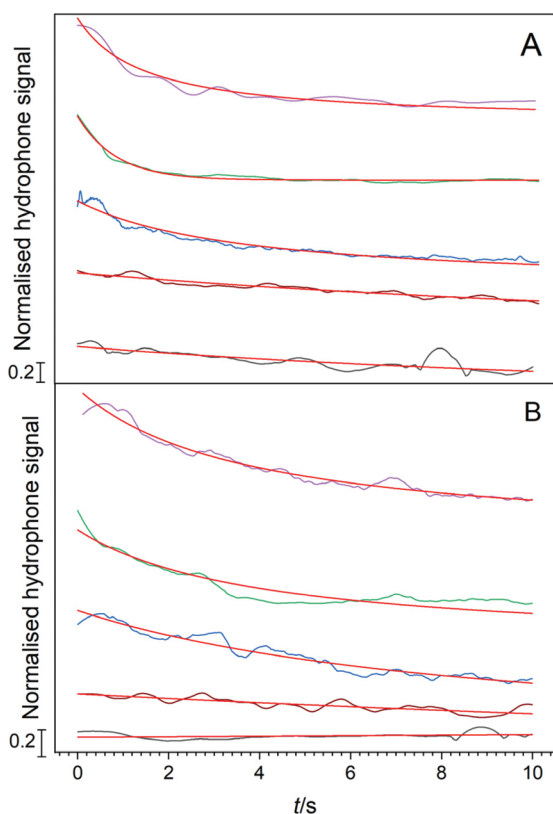 A
Normalised hydrophone signal
0.2
B
Normalised hydrophone signal
0.2
0 2 4 6 8 10
t/s